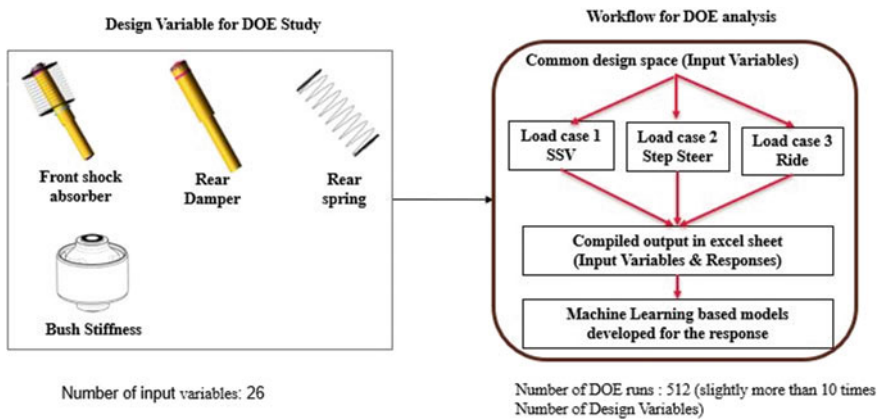 Design Variable for DOE Study
Front shock
absorber
Rear
Damper
Rear
spring
Bush Stiffness
Number of input variables: 26
Workflow for DOE analysis
Common design space (Input Variables)
Load case 1
SSV
Load case 2
Step Steer
Load case 3
Ride
Compiled output in excel sheet
(Input Variables & Responses)
Machine Learning based models
developed for the response
Number of DOE runs : 512 (slightly more than 10 times
Number of Design Variables)